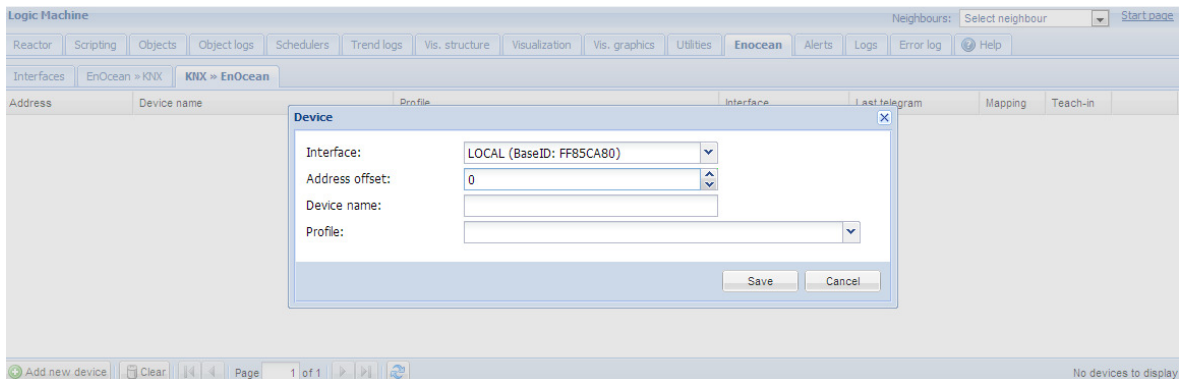 Logic Machine Neighbours: Select neighbour Start page
Reactor Scripting Objects Object logs Schedulers Trend logs Vis. structure Visualization Vis. graphics Utilities Enocean Alerts Logs Error log Help
Interfaces EnOcean » KNX KNX » EnOcean
Address Device name Profile Interface Last telegram Mapping Teach-in
Device
Interface: LOCAL (BaseID: FF85CA80)
Address offset: 0
Device name:
Profile:
Save Cancel
Add new device Clear Page 1 of 1 No devices to display